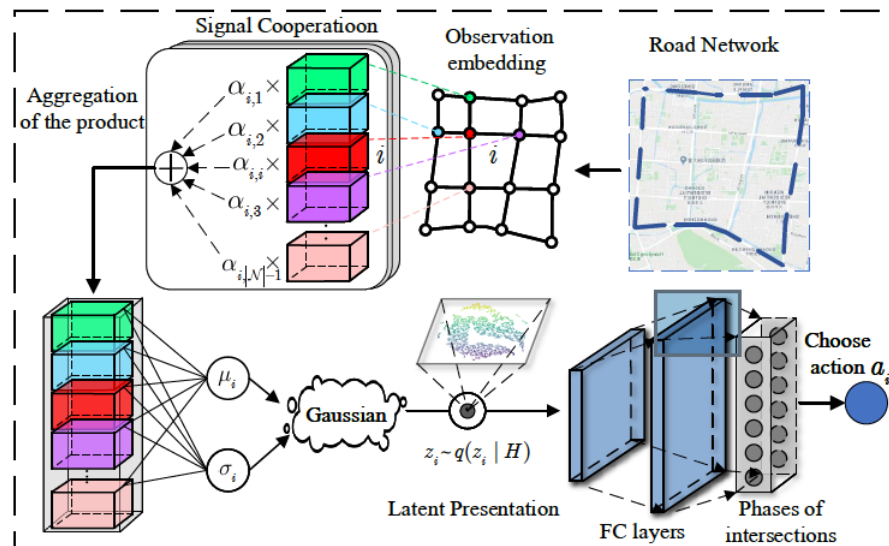 Signal Cooperatioon
Observation
embedding
Road Network
Aggregation
of the product
α_{i,1} ×
α_{i,2} ×
α_{i,i} ×
α_{i,3} ×
α_{i,|𝒩|−1} ×
i
i
μ_i
σ_i
Gaussian
z_i ~ q(z_i | H)
Latent Presentation
FC layers
Phases of
intersections
Choose
action a_i